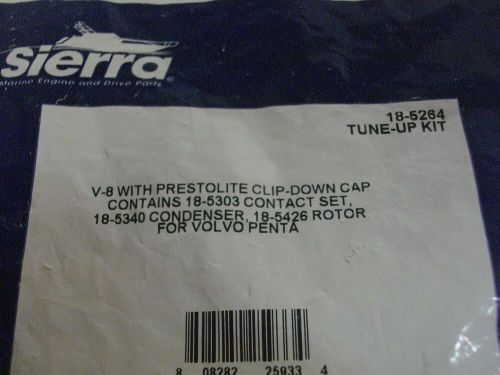 sierra®
Marine Engine and Drive Parts
18-5264
TUNE-UP KIT
V-8 WITH PRESTOLITE CLIP-DOWN CAP
CONTAINS 18-5303 CONTACT SET,
18-5340 CONDENSER, 18-5426 ROTOR
FOR VOLVO PENTA
8 08282 25933 4